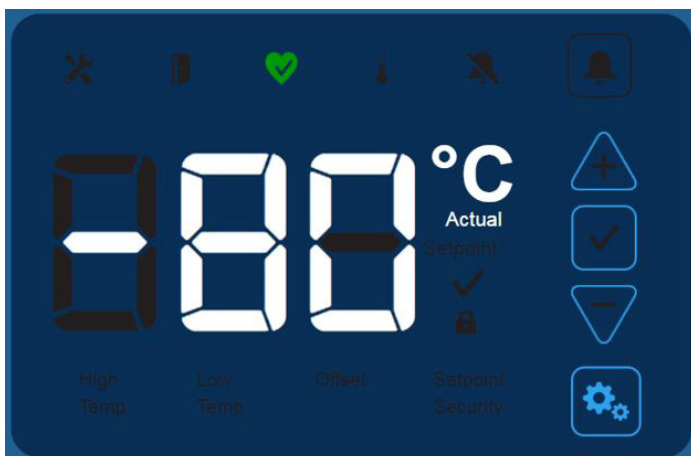 -80
°C
Actual
Setpoint
High
Temp
Low
Temp
Offset
Setpoint
Security